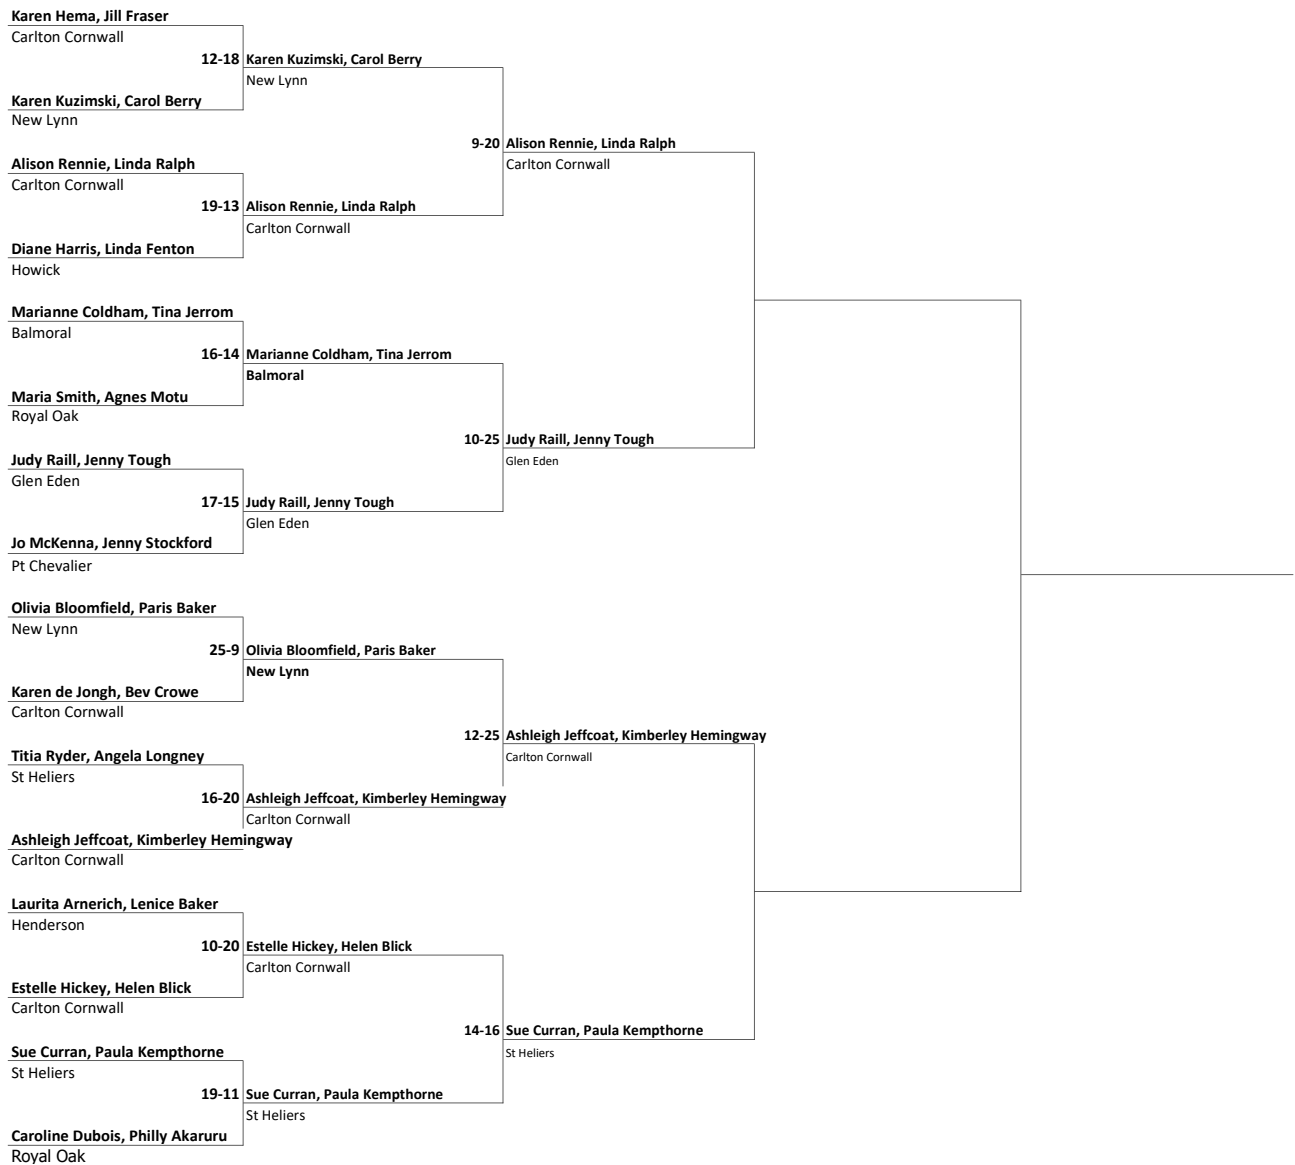 Karen Hema, Jill Fraser
Carlton Cornwall
12-18 Karen Kuzimski, Carol Berry
New Lynn
Karen Kuzimski, Carol Berry
New Lynn
9-20 Alison Rennie, Linda Ralph
Carlton Cornwall
Alison Rennie, Linda Ralph
Carlton Cornwall
19-13 Alison Rennie, Linda Ralph
Carlton Cornwall
Diane Harris, Linda Fenton
Howick
Marianne Coldham, Tina Jerrom
Balmoral
16-14 Marianne Coldham, Tina Jerrom
Balmoral
Maria Smith, Agnes Motu
Royal Oak
10-25 Judy Raill, Jenny Tough
Glen Eden
Judy Raill, Jenny Tough
Glen Eden
17-15 Judy Raill, Jenny Tough
Glen Eden
Jo McKenna, Jenny Stockford
Pt Chevalier
Olivia Bloomfield, Paris Baker
New Lynn
25-9 Olivia Bloomfield, Paris Baker
New Lynn
Karen de Jongh, Bev Crowe
Carlton Cornwall
12-25 Ashleigh Jeffcoat, Kimberley Hemingway
Carlton Cornwall
Titia Ryder, Angela Longney
St Heliers
16-20 Ashleigh Jeffcoat, Kimberley Hemingway
Carlton Cornwall
Ashleigh Jeffcoat, Kimberley Hemingway
Carlton Cornwall
Laurita Arnerich, Lenice Baker
Henderson
10-20 Estelle Hickey, Helen Blick
Carlton Cornwall
Estelle Hickey, Helen Blick
Carlton Cornwall
14-16 Sue Curran, Paula Kempthorne
St Heliers
Sue Curran, Paula Kempthorne
St Heliers
19-11 Sue Curran, Paula Kempthorne
St Heliers
Caroline Dubois, Philly Akaruru
Royal Oak